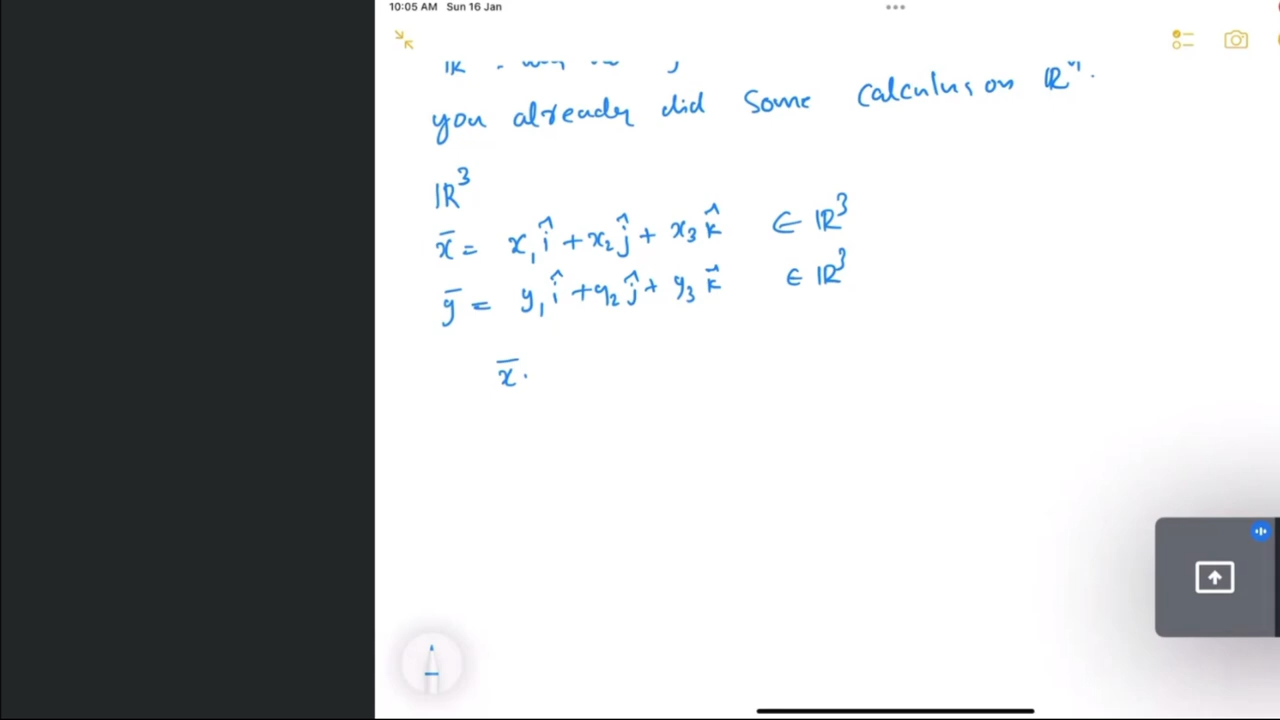 10:05 AM Sun 16 Jan
you already did some calculus on ℝⁿ.
ℝ³
x̄ = x₁î + x₂ĵ + x₃k̂ ∈ ℝ³
ȳ = y₁î + y₂ĵ + y₃k̂ ∈ ℝ³
x̄.